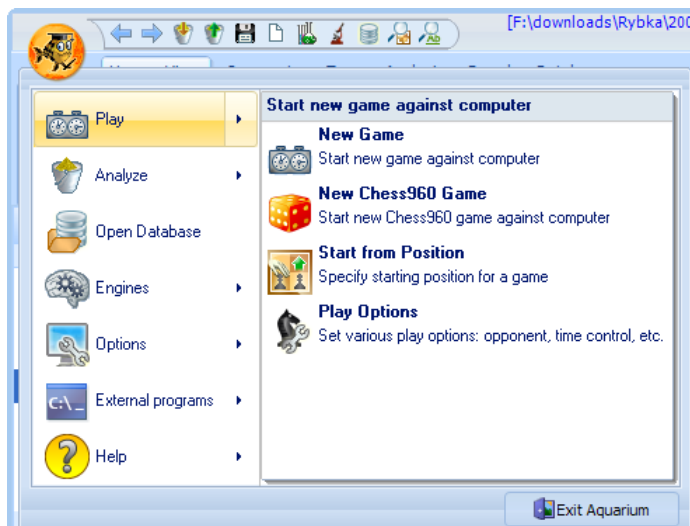 [F:\downloads\Rybka\200
Play
Analyze
Open Database
Engines
Options
External programs
Help
Start new game against computer
New Game
Start new game against computer
New Chess960 Game
Start new Chess960 game against computer
Start from Position
Specify starting position for a game
Play Options
Set various play options: opponent, time control, etc.
C:\_
Exit Aquarium